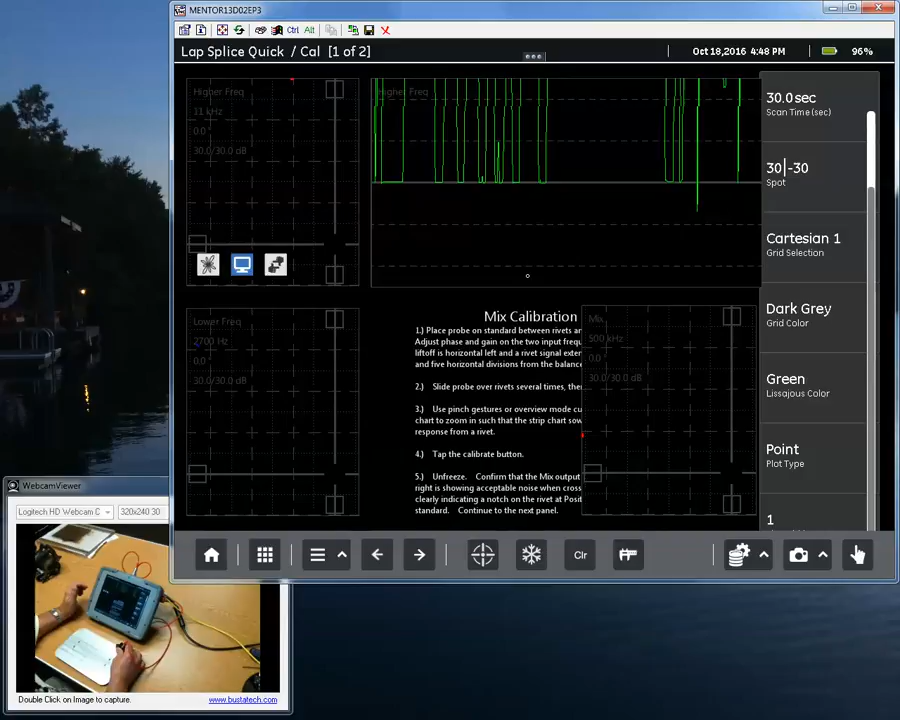 MENTOR13D02EP3
Ctrl Alt
Lap Splice Quick / Cal [1 of 2]
Oct 18,2016 4:48 PM
96%
Higher Freq
11 kHz
0.0°
30.0/30.0 dB
Higher Freq
30.0sec
Scan Time (sec)
30|-30
Spot
Cartesian 1
Grid Selection
Dark Grey
Grid Color
Green
Lissajous Color
Point
Plot Type
1
Lower Freq
2700 Hz
0.0°
30.0/30.0 dB
Mix Calibration
1.) Place probe on standard between rivets ar
Adjust phase and gain on the two input frequ
liftoff is horizontal left and a rivet signal exter
and five horizontal divisions from the balance
2.) Slide probe over rivets several times, the
3.) Use pinch gestures or overview mode cu
chart to zoom in such that the strip chart sow
response from a rivet.
4.) Tap the calibrate button.
5.) Unfreeze. Confirm that the Mix output
right is showing acceptable noise when cross
clearly indicating a notch on the rivet at Positi
standard. Continue to the next panel.
Mix
500 kHz
0.0
30.0/30.0 dB
Clr
WebcamViewer
Logitech HD Webcam C
320x240 30
Double Click on Image to capture.
www.bustatech.com